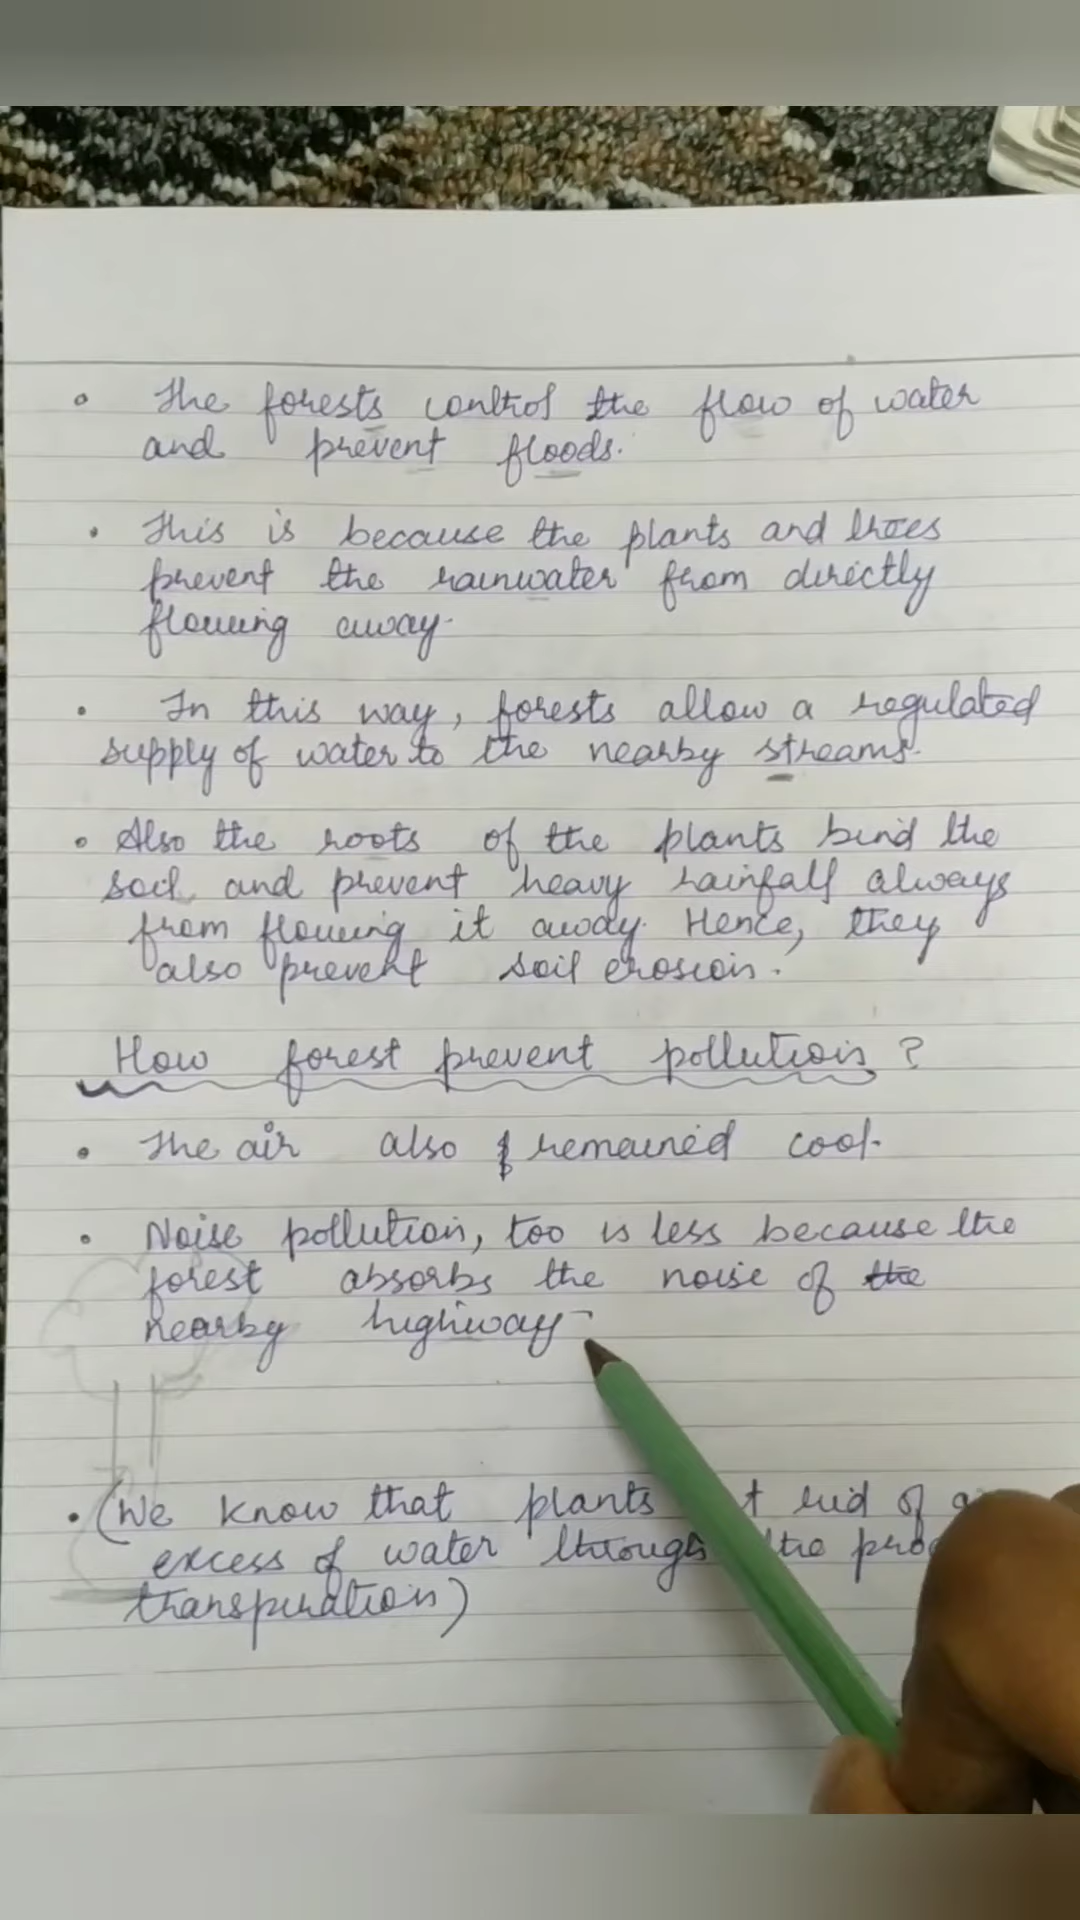 The forests control the flow of water
and prevent floods.
This is because the plants and trees
prevent the rainwater from directly
flowing away.
In this way, forests allow a regulated
supply of water to the nearby streams.
Also the roots of the plants bind the
soil and prevent heavy rainfall always
from flowing it away. Hence, they
also prevent soil erosion.
How forest prevent pollution?
The air also remained cool.
Noise pollution, too is less because the
forest absorbs the noise of the
nearby highway
(We know that plants rid of
excess of water through the
transpiration)